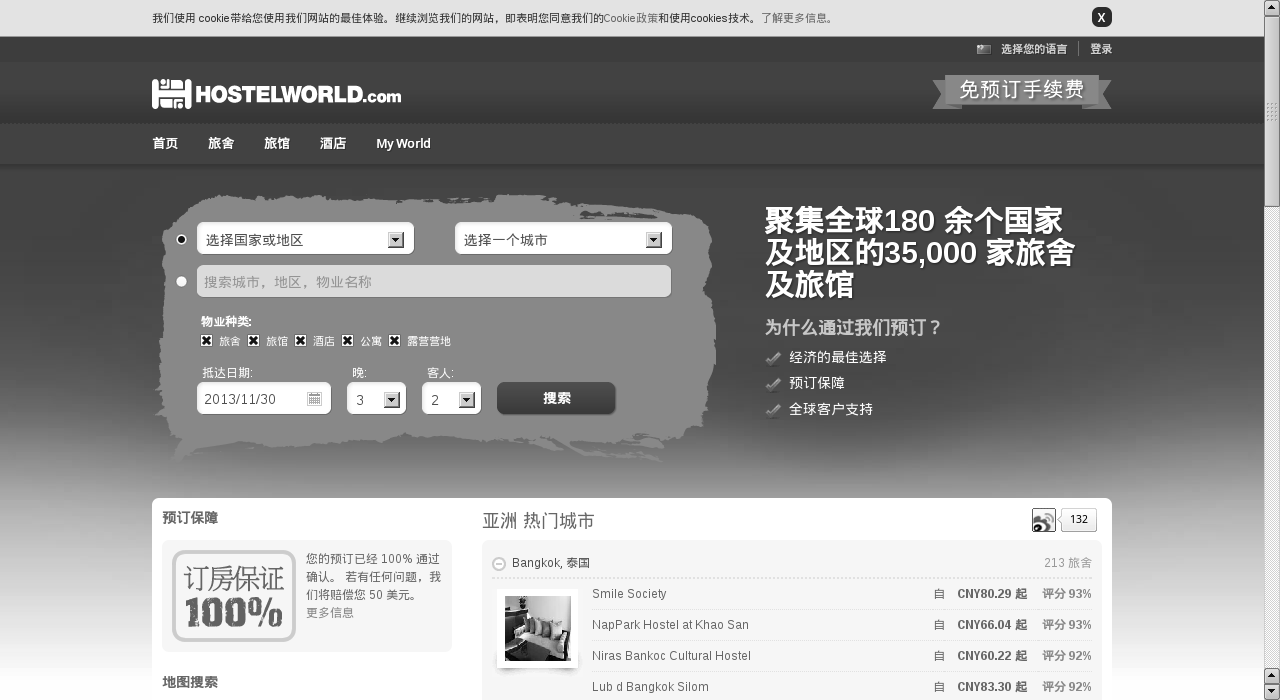 我们使用 cookie带给您使用我们网站的最佳体验。继续浏览我们的网站，即表明您同意我们的Cookie政策和使用cookies技术。了解更多信息。
X
选择您的语言
登录
HOSTELWORLD.com
免预订手续费
首页 旅舍 旅馆 酒店 My World
选择国家或地区
选择一个城市
搜索城市，地区，物业名称
物业种类:
旅舍 旅馆 酒店 公寓 露营营地
抵达日期: 晚: 客人:
2013/11/30 3 2 搜索
聚集全球180 余个国家
及地区的35,000 家旅舍
及旅馆
为什么通过我们预订？
经济的最佳选择
预订保障
全球客户支持
预订保障
订房保证
100%
您的预订已经 100% 通过
确认。 若有任何问题，我
们将赔偿您 50 美元。
更多信息
地图搜索
亚洲 热门城市
132
Bangkok, 泰国 213 旅舍
Smile Society 自 CNY80.29 起 评分 93%
NapPark Hostel at Khao San 自 CNY66.04 起 评分 93%
Niras Bankoc Cultural Hostel 自 CNY60.22 起 评分 92%
Lub d Bangkok Silom 自 CNY83.30 起 评分 92%